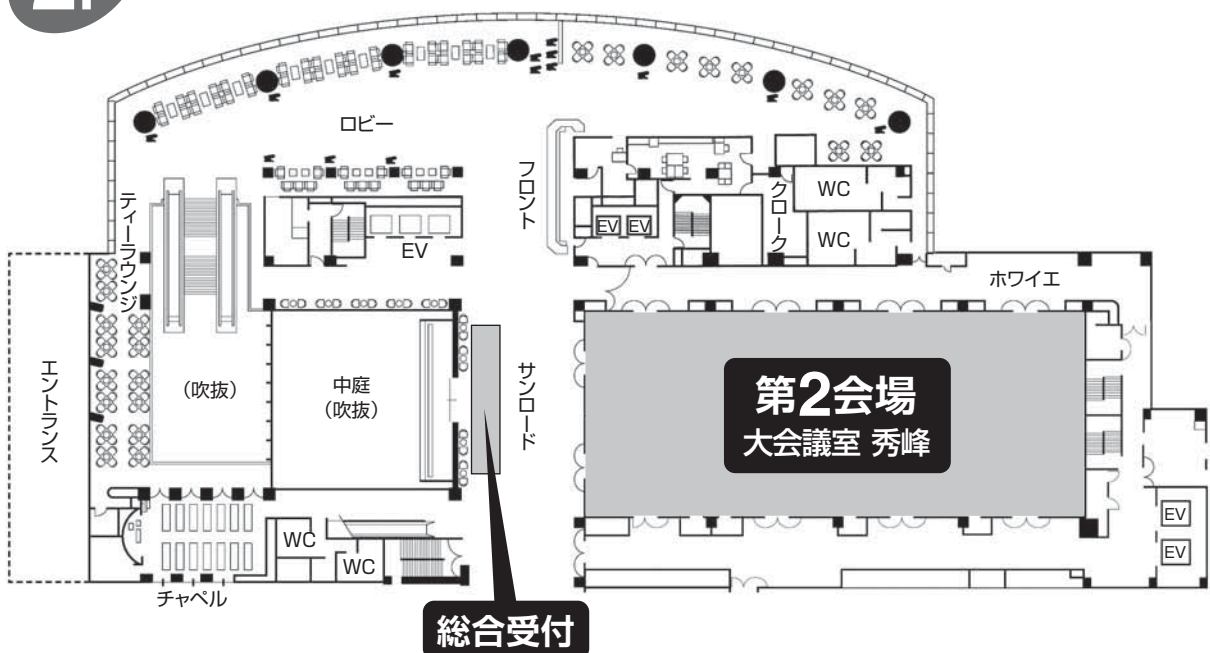 ロビー
フロント
ティーラウンジ
クローク
WC
WC
EV
EV
EV
ホワイエ
エントランス
(吹抜)
中庭
(吹抜)
サンロード
第2会場
大会議室 秀峰
EV
EV
WC
WC
チャペル
総合受付